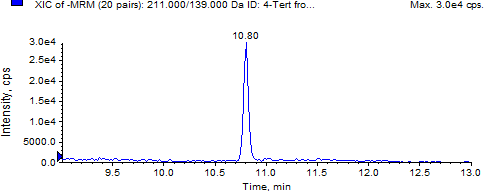 XIC of -MRM (20 pairs): 211.000/139.000 Da ID: 4-Tert fro... Max. 3.0e4 cps.
10.80
3.0e4
2.5e4
2.0e4
1.5e4
1.0e4
5000.0
0.0
Intensity, cps
9.5 10.0 10.5 11.0 11.5 12.0 12.5 13.0
Time, min